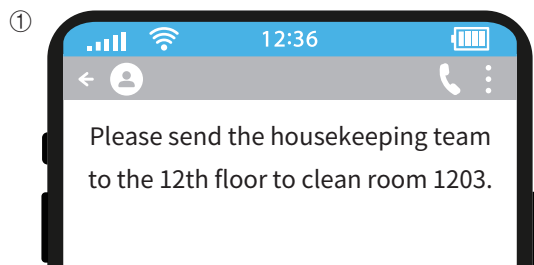 ①
12:36
Please send the housekeeping team
to the 12th floor to clean room 1203.